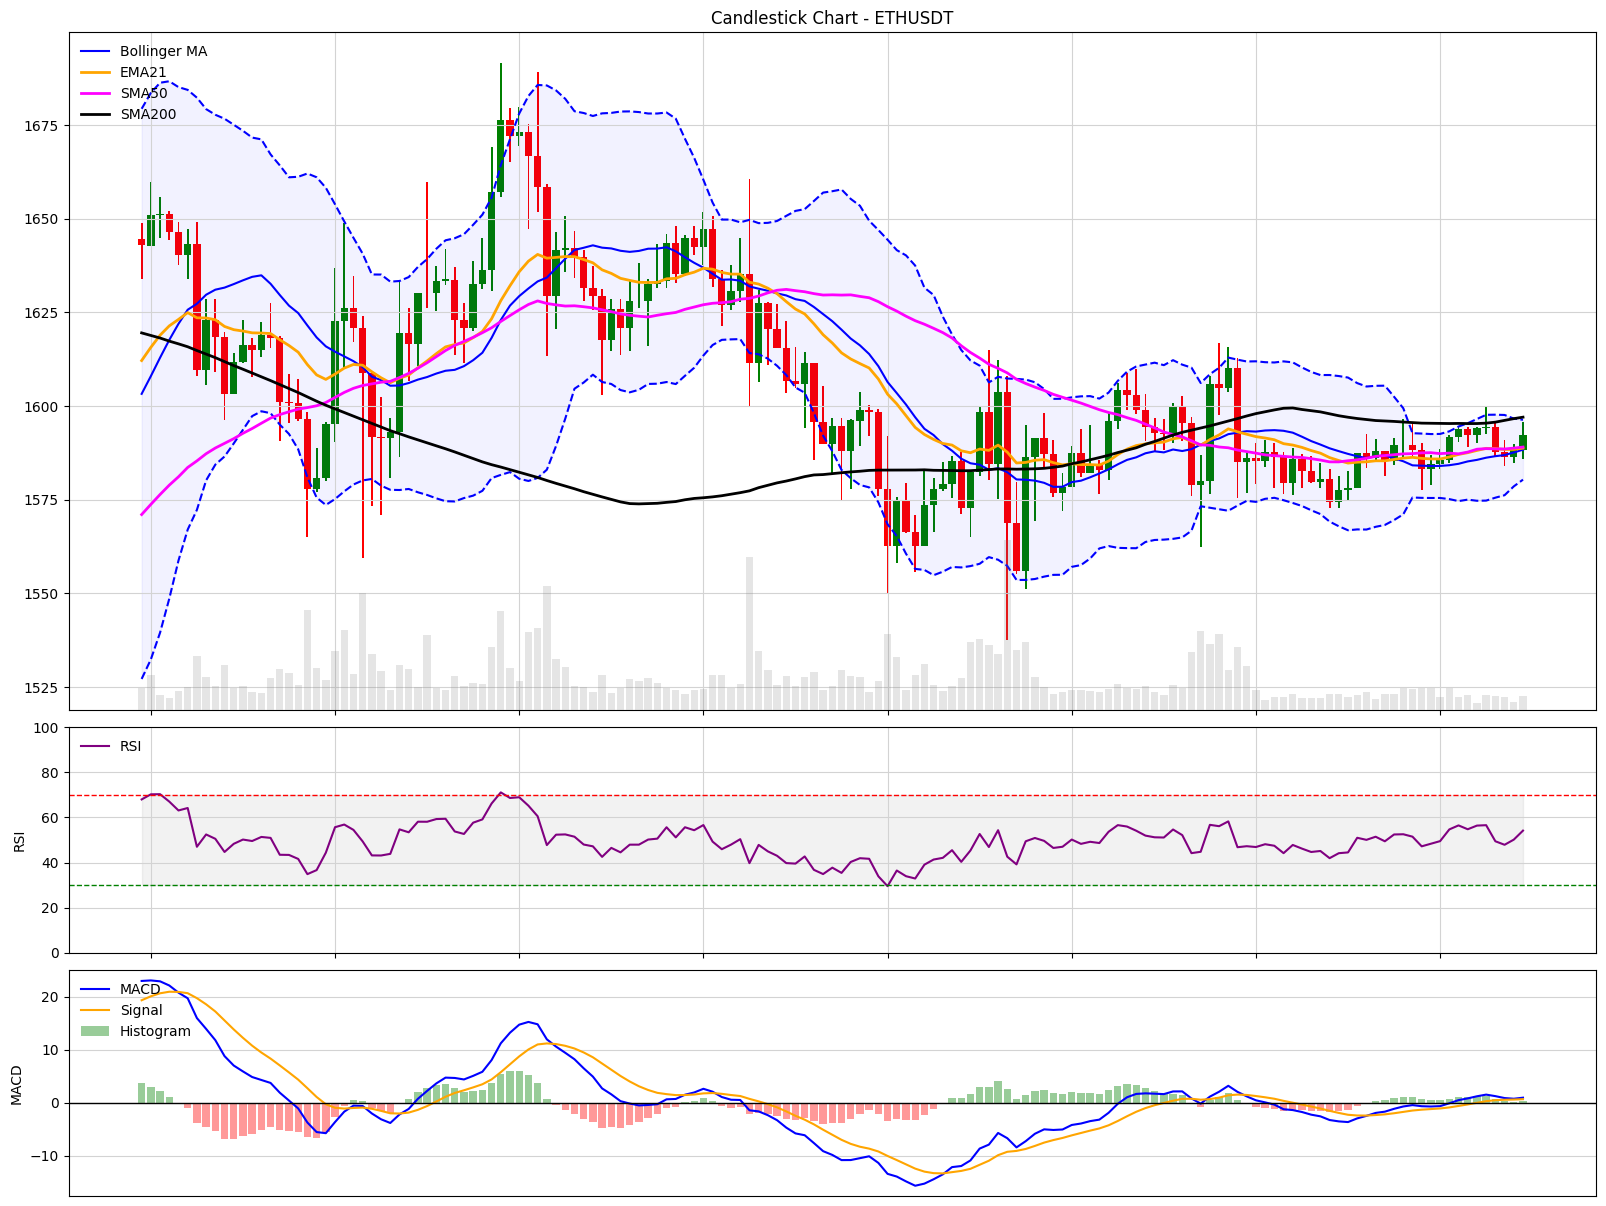 Candlestick Chart - ETHUSDT
Bollinger MA
EMA21
SMA50
SMA200
1675
1650
1625
1600
1575
1550
1525
RSI
RSI
100
80
60
40
20
0
MACD
Signal
Histogram
MACD
20
10
0
−10